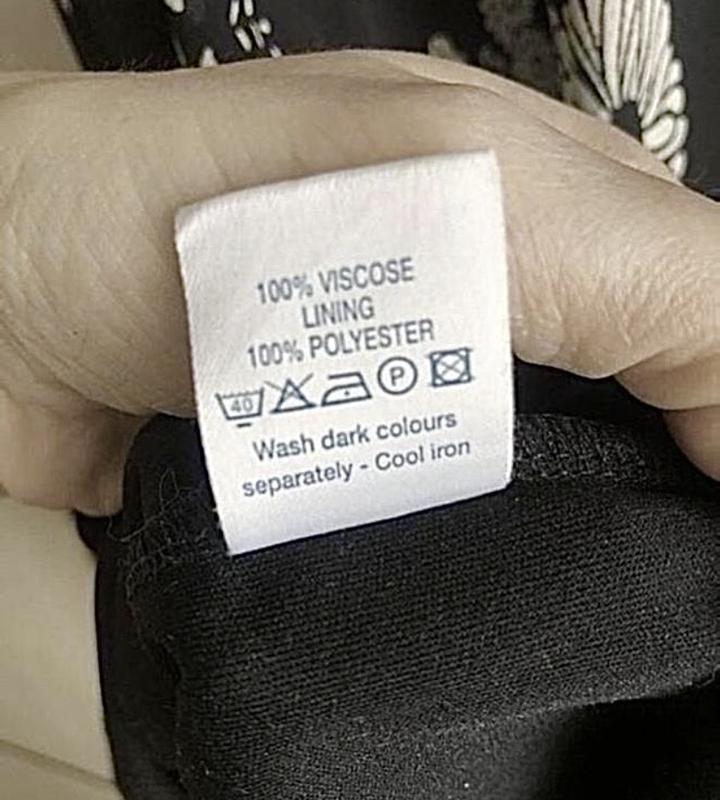 100% VISCOSE
LINING
100% POLYESTER
40 P
Wash dark colours
separately - Cool iron